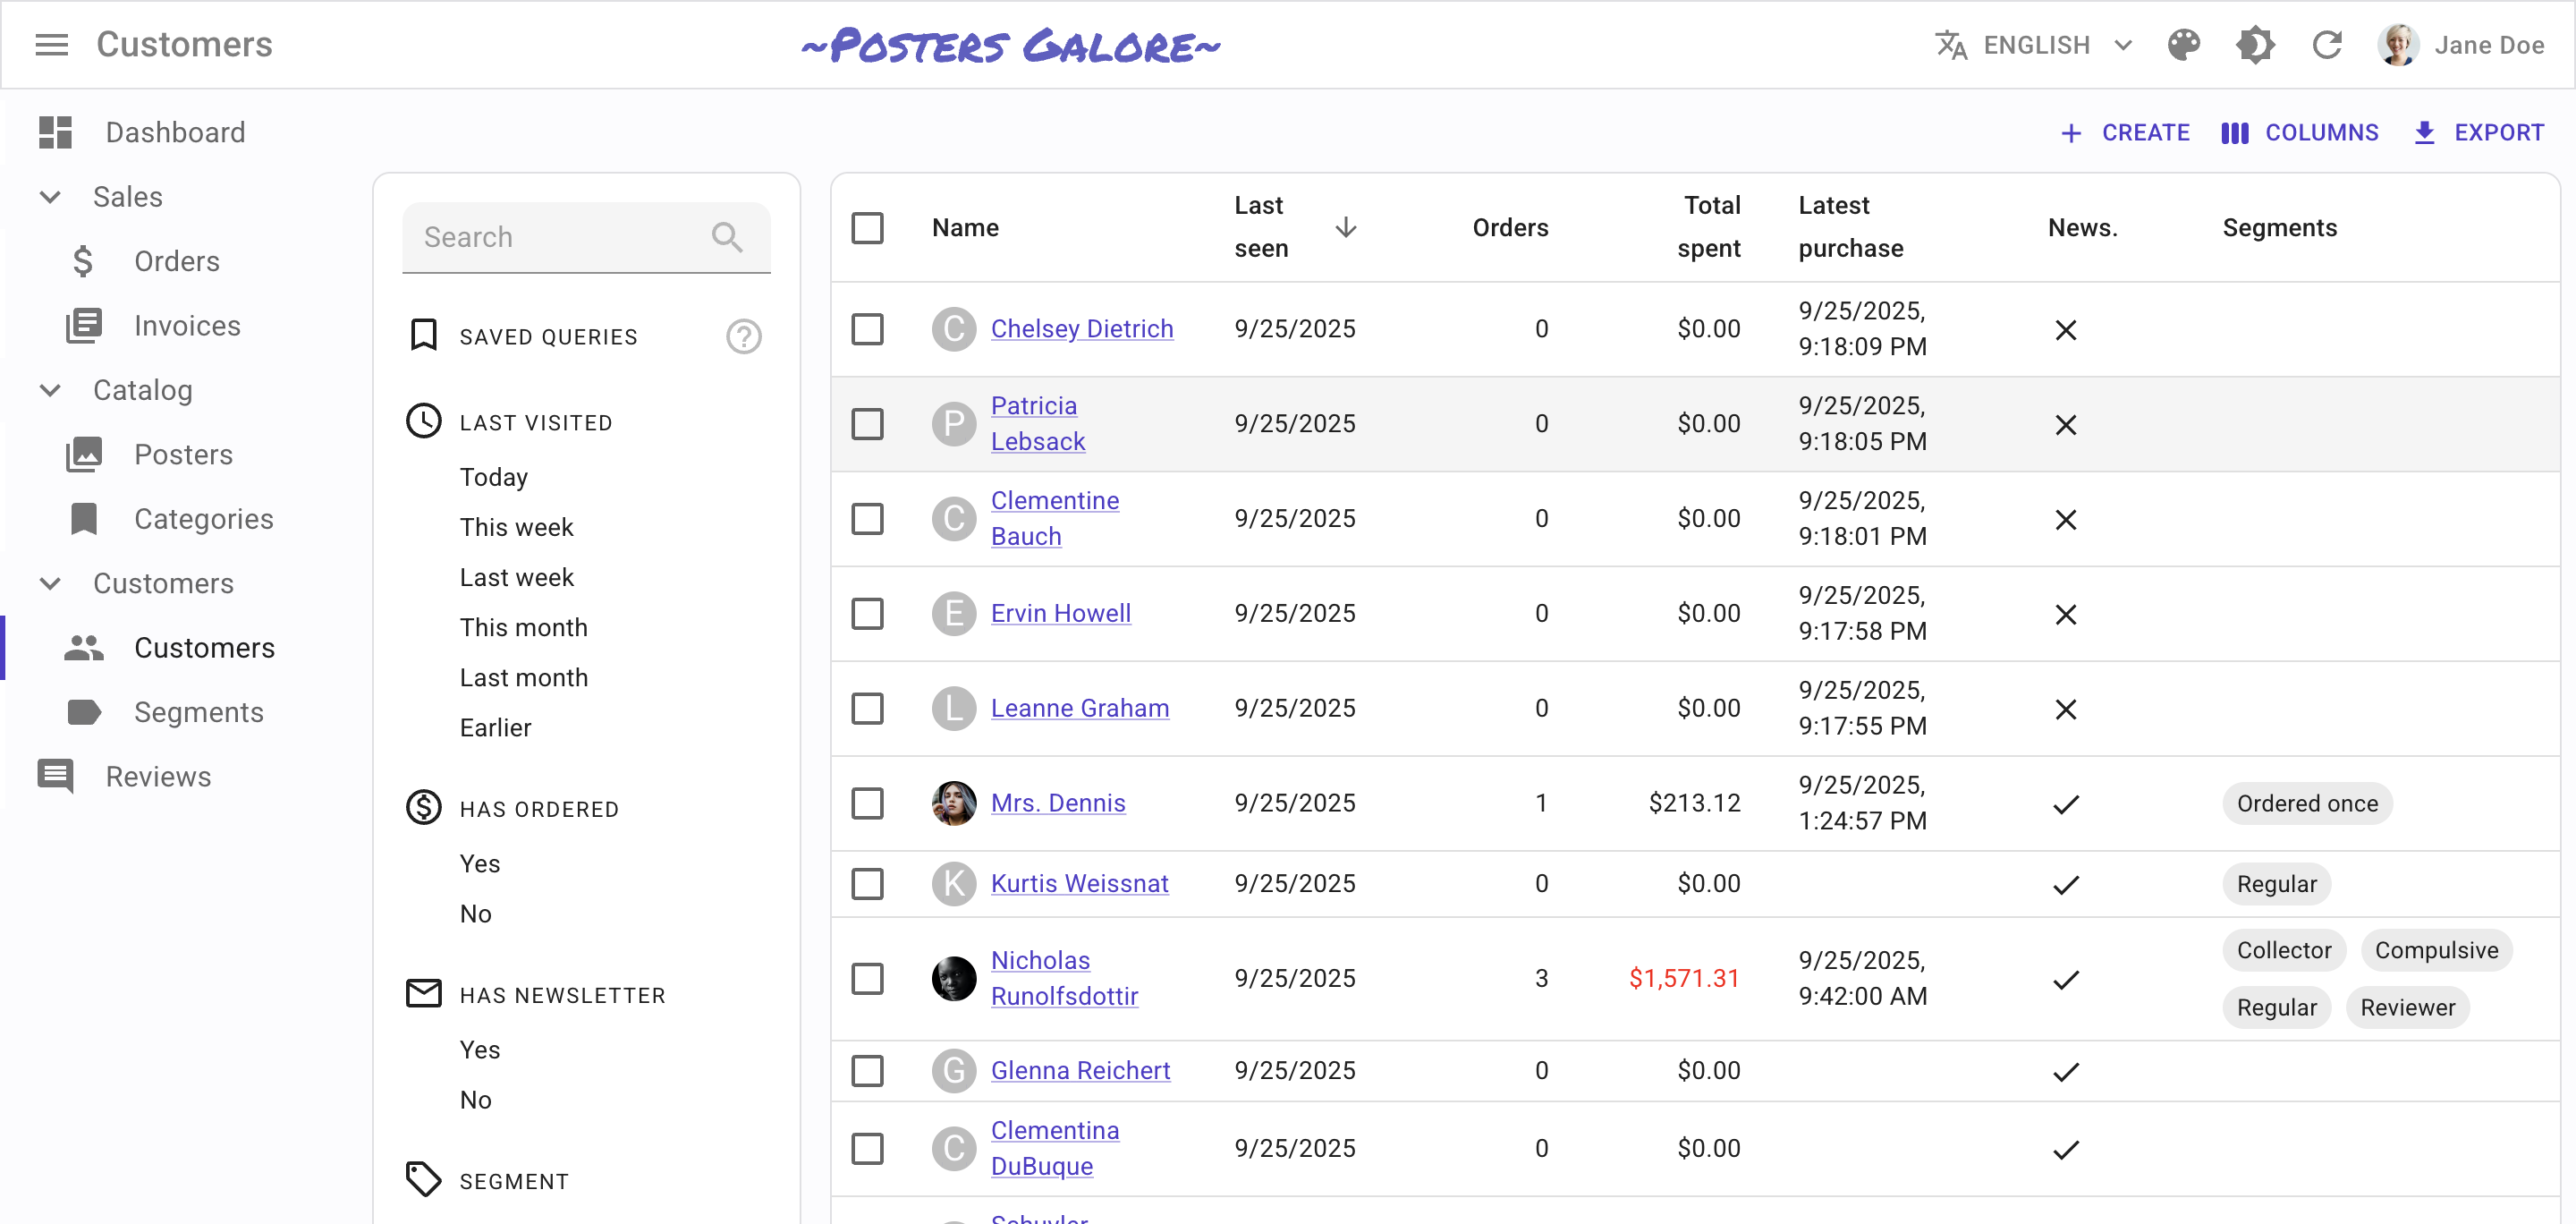 Customers
~Posters Galore~
ENGLISH
Jane Doe
Dashboard
Sales
Orders
Invoices
Catalog
Posters
Categories
Customers
Customers
Segments
Reviews
CREATE
COLUMNS
EXPORT
Search
SAVED QUERIES
?
LAST VISITED
Today
This week
Last week
This month
Last month
Earlier
HAS ORDERED
Yes
No
HAS NEWSLETTER
Yes
No
SEGMENT
Name
Last
seen
Orders
Total
spent
Latest
purchase
News.
Segments
C
Chelsey Dietrich
9/25/2025
0
$0.00
9/25/2025,
9:18:09 PM
P
Patricia
Lebsack
9/25/2025
0
$0.00
9/25/2025,
9:18:05 PM
C
Clementine
Bauch
9/25/2025
0
$0.00
9/25/2025,
9:18:01 PM
E
Ervin Howell
9/25/2025
0
$0.00
9/25/2025,
9:17:58 PM
L
Leanne Graham
9/25/2025
0
$0.00
9/25/2025,
9:17:55 PM
Mrs. Dennis
9/25/2025
1
$213.12
9/25/2025,
1:24:57 PM
Ordered once
K
Kurtis Weissnat
9/25/2025
0
$0.00
Regular
Nicholas
Runolfsdottir
9/25/2025
3
$1,571.31
9/25/2025,
9:42:00 AM
Collector
Compulsive
Regular
Reviewer
G
Glenna Reichert
9/25/2025
0
$0.00
C
Clementina
DuBuque
9/25/2025
0
$0.00